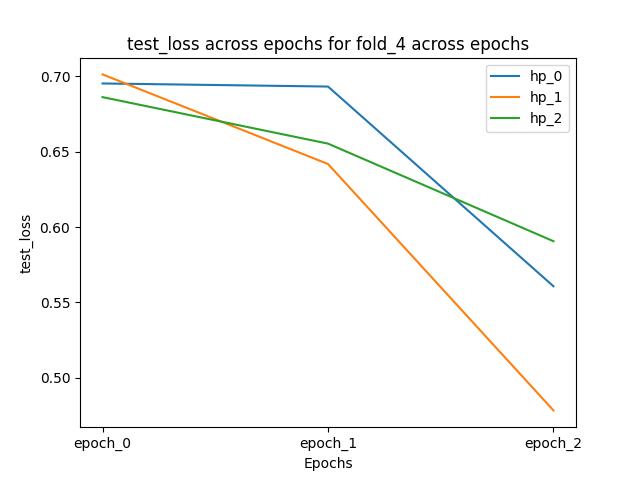 test_loss across epochs for fold_4 across epochs
hp_0
hp_1
hp_2
0.70
0.65
0.60
0.55
0.50
test_loss
epoch_0
epoch_1
epoch_2
Epochs